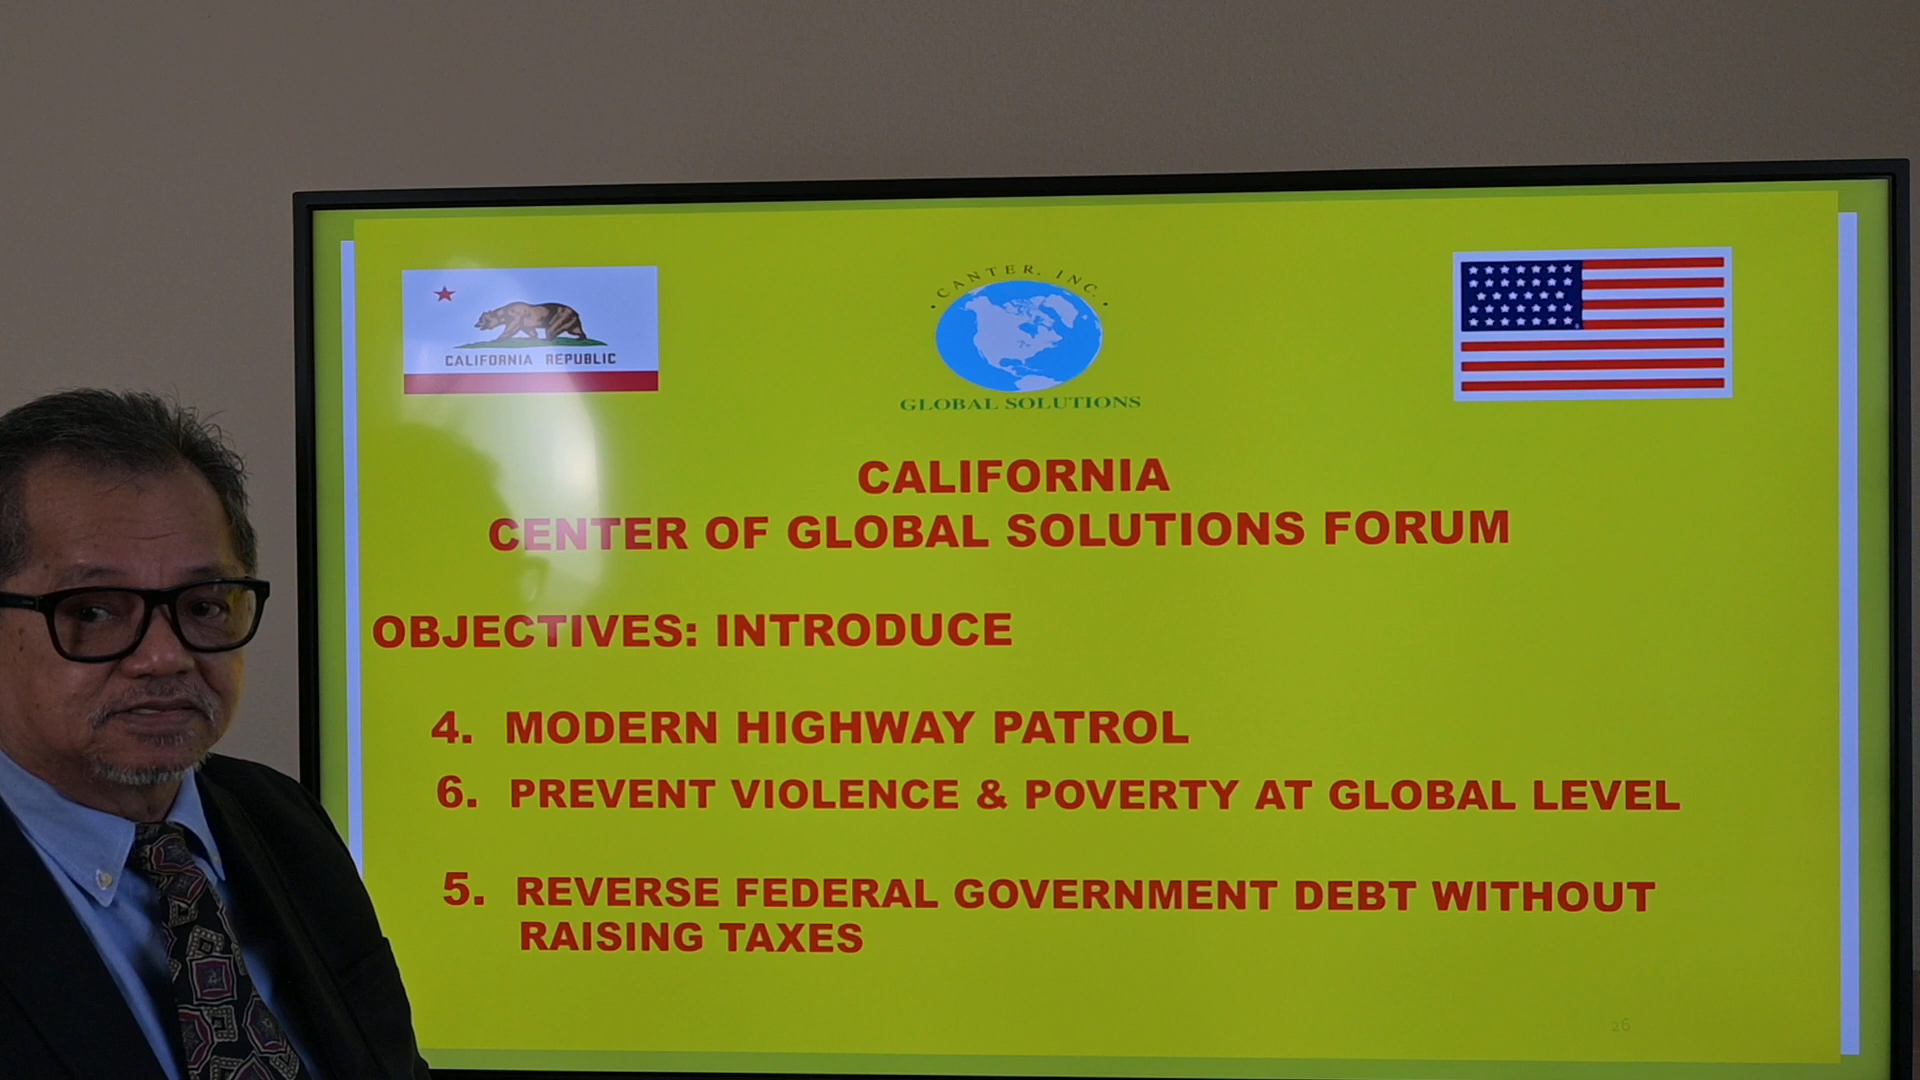 CALIFORNIA REPUBLIC
CANTER, INC.
GLOBAL SOLUTIONS
CALIFORNIA
CENTER OF GLOBAL SOLUTIONS FORUM
OBJECTIVES: INTRODUCE
4. MODERN HIGHWAY PATROL
6. PREVENT VIOLENCE & POVERTY AT GLOBAL LEVEL
5. REVERSE FEDERAL GOVERNMENT DEBT WITHOUT
RAISING TAXES
26